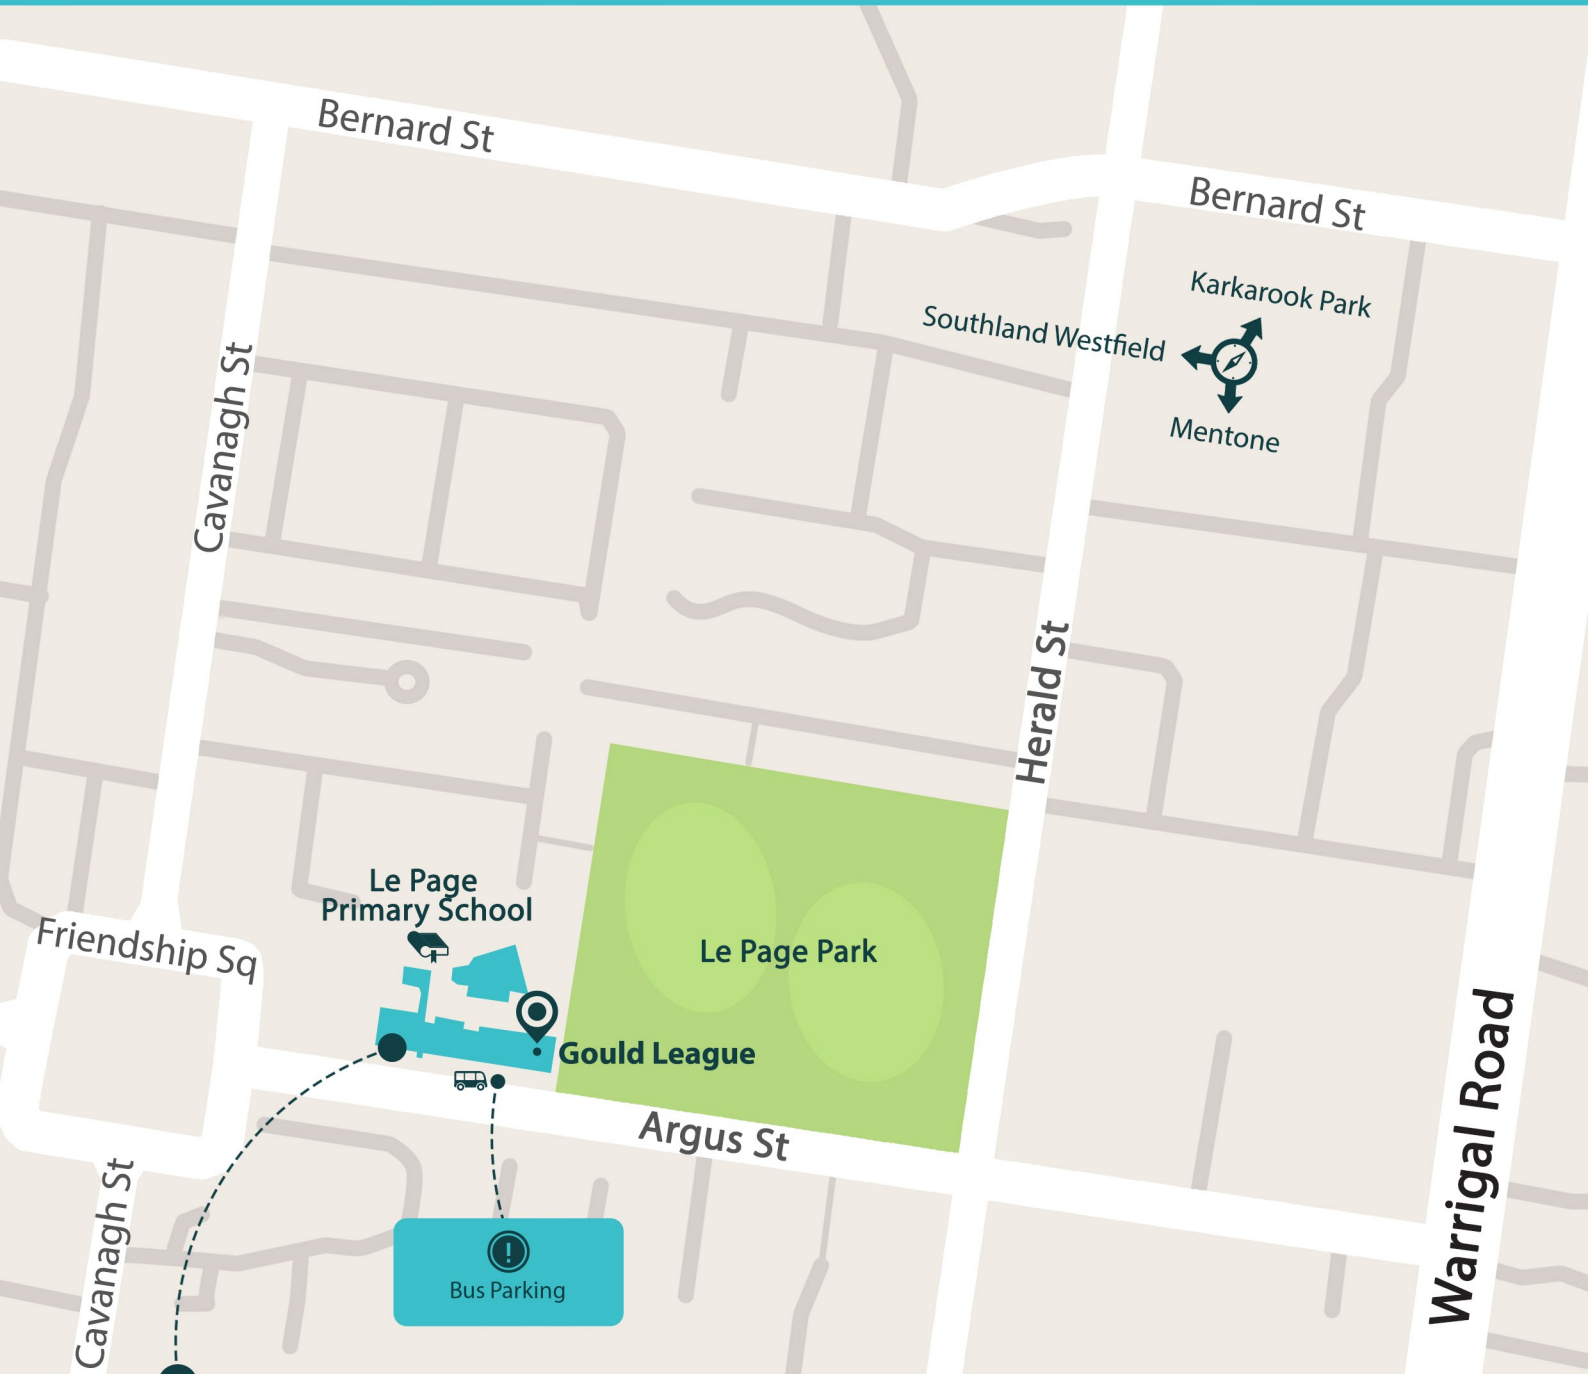 Bernard St
Bernard St
Karkarook Park
Southland Westfield
Mentone
Cavanagh St
Herald St
Le Page
Primary School
Friendship Sq
Le Page Park
Gould League
Argus St
Warrigal Road
Cavanagh St
!
Bus Parking